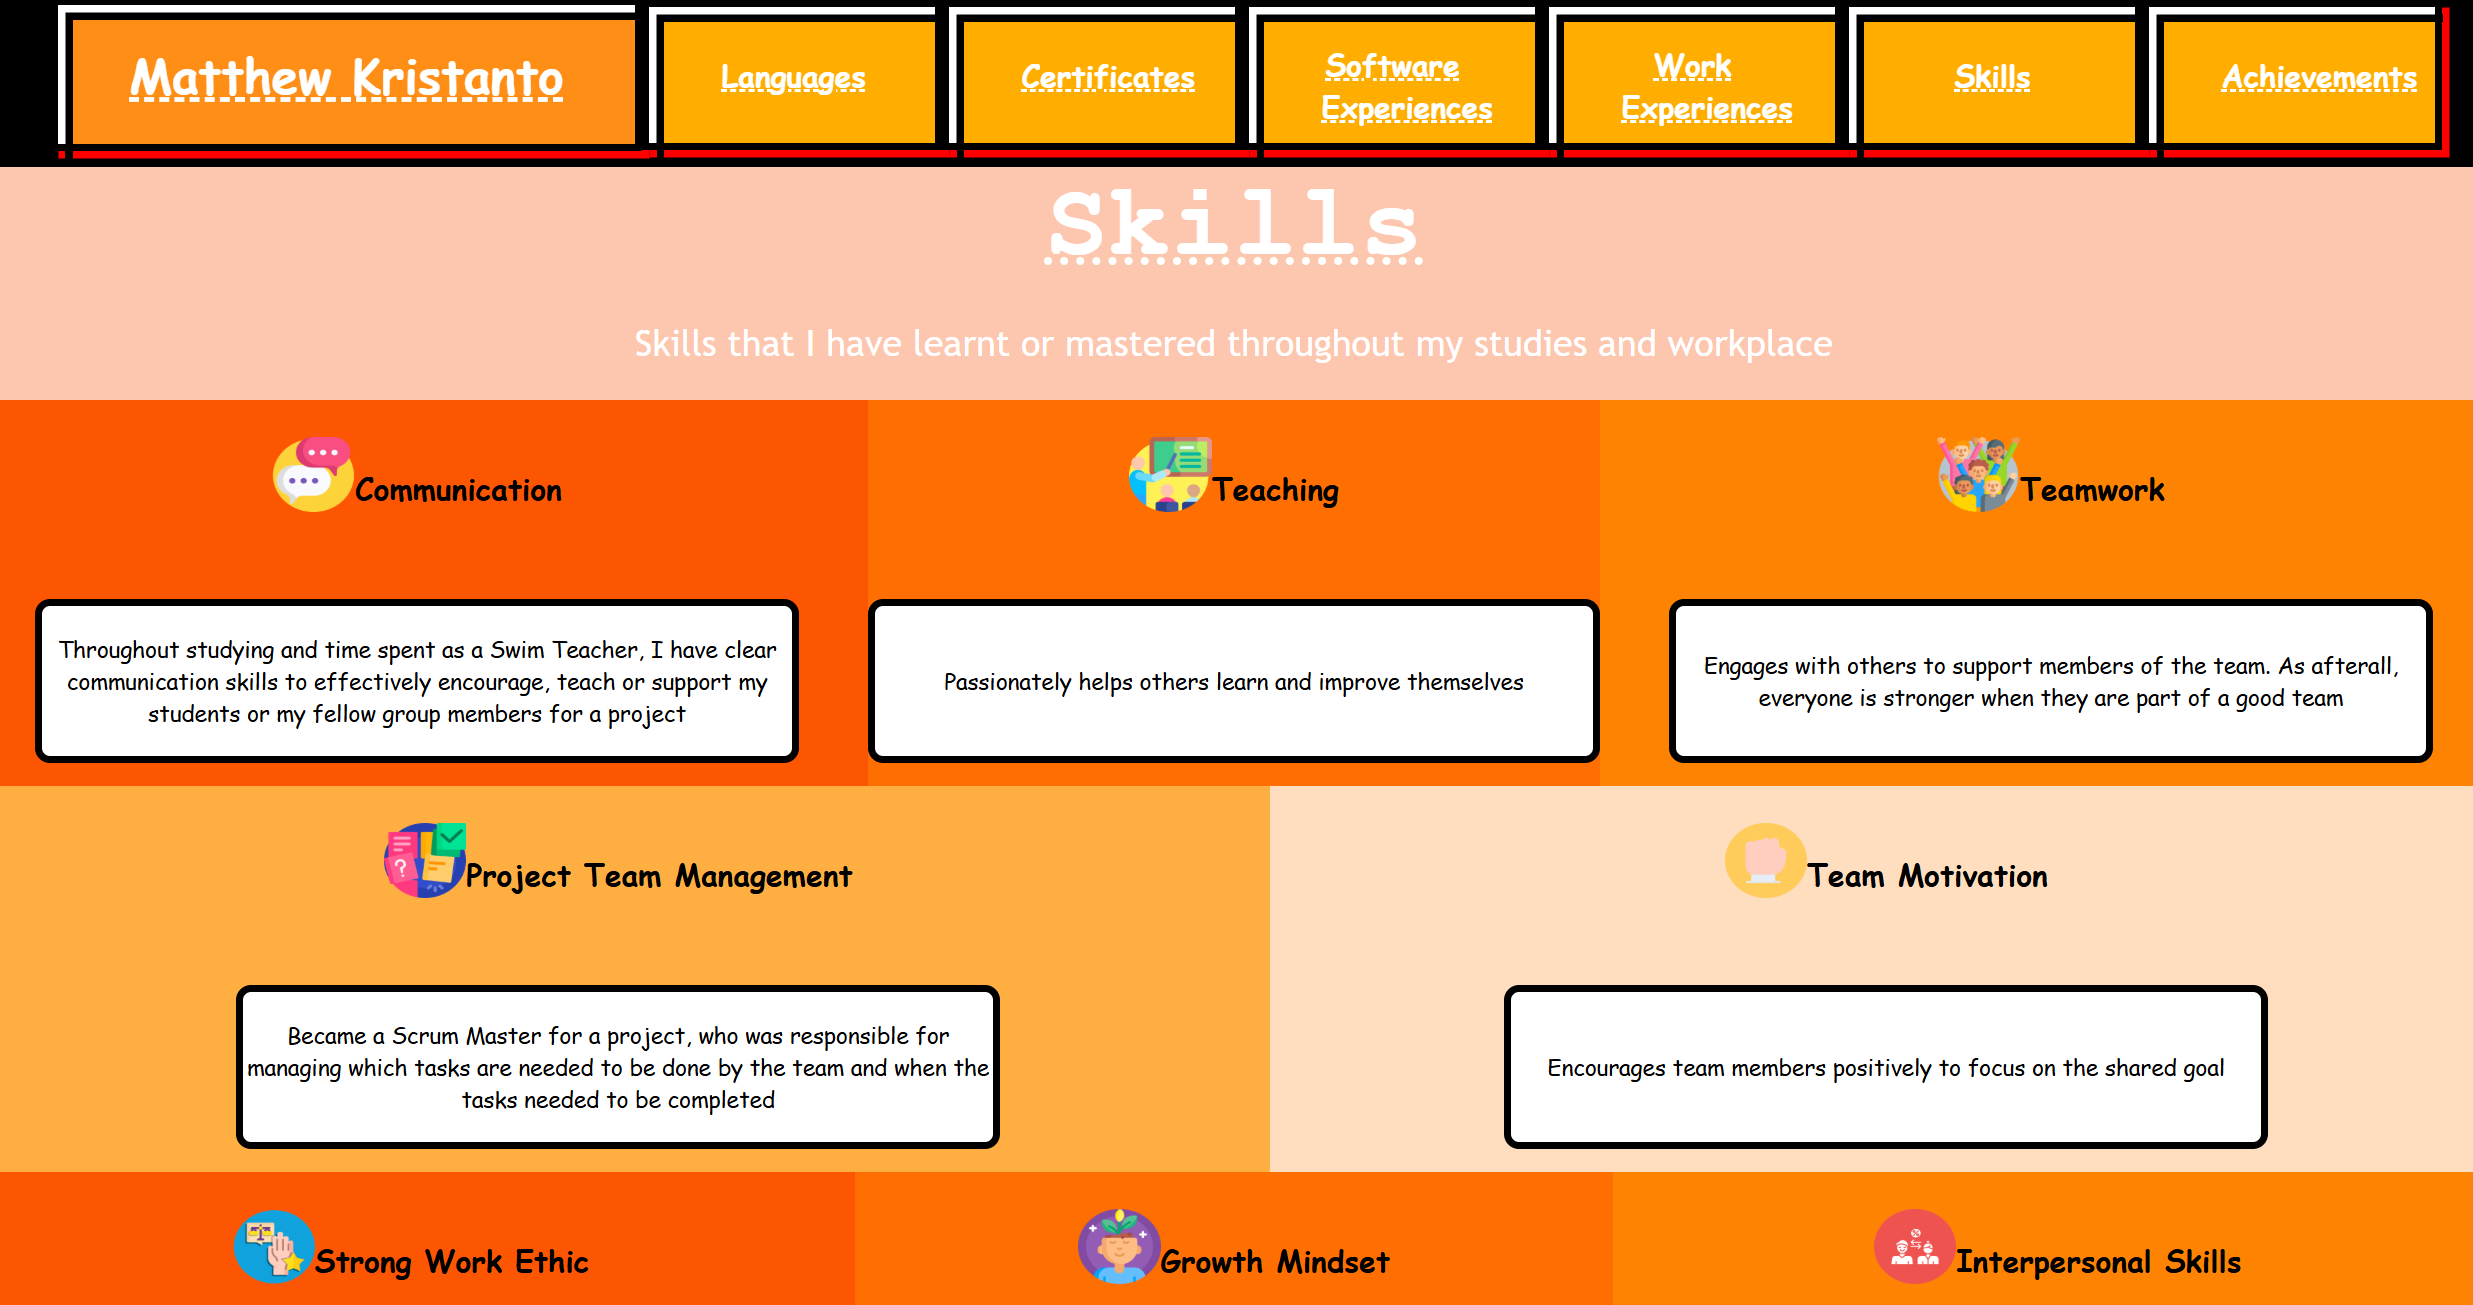 Matthew Kristanto
Languages
Certificates
Software
Experiences
Work
Experiences
Skills
Achievements
Skills
Skills that I have learnt or mastered throughout my studies and workplace
Communication
Teaching
Teamwork
Throughout studying and time spent as a Swim Teacher, I have clear
communication skills to effectively encourage, teach or support my
students or my fellow group members for a project
Passionately helps others learn and improve themselves
Engages with others to support members of the team. As afterall,
everyone is stronger when they are part of a good team
Project Team Management
Team Motivation
Became a Scrum Master for a project, who was responsible for
managing which tasks are needed to be done by the team and when the
tasks needed to be completed
Encourages team members positively to focus on the shared goal
Strong Work Ethic
Growth Mindset
Interpersonal Skills